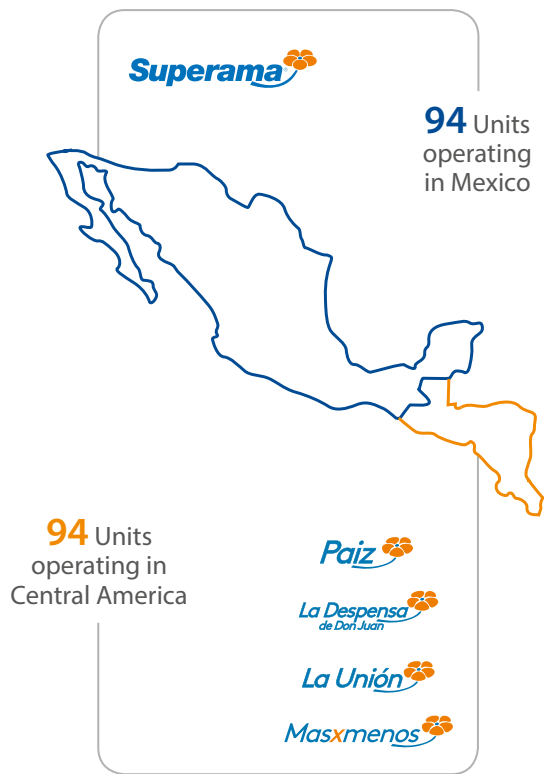 Superama
94 Units
operating
in Mexico
94 Units
operating in
Central America
Paiz
La Despensa
de Don Juan
La Unión
Masxmenos